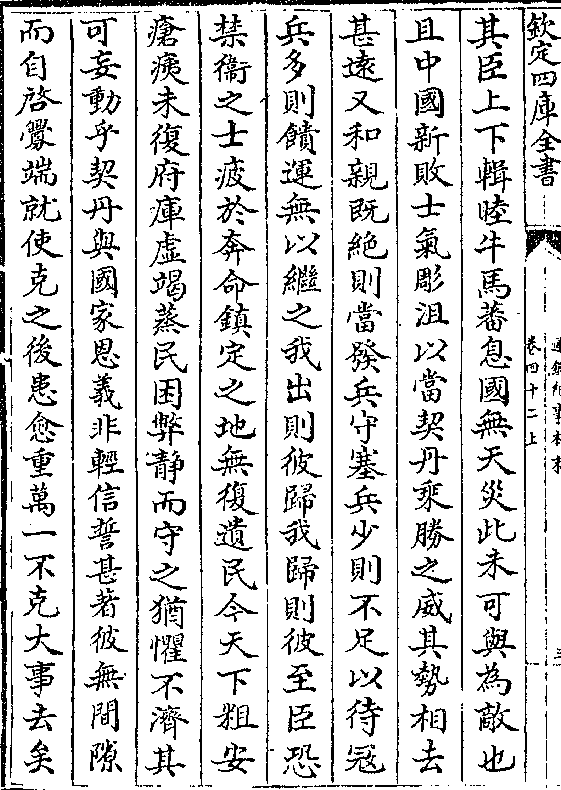 欽定四庫全書
通鑑紀事本末
卷四十二上
其臣上下輯睦牛馬蕃息國無天災此未可與為敵也
且中國新敗士氣彫沮以當契丹乘勝之威其勢相去
甚遠又和親既絶則當發兵守塞兵少則不足以待冦
兵多則饋運無以繼之我出則彼歸我歸則彼至臣恐
禁衞之士疲於奔命鎮定之地無復遺民今天下粗安
瘡痍未復府庫虛竭蒸民困弊静而守之猶懼不濟其
可妄動乎契丹與國家恩義非輕信誓甚著彼無間隙
而自啓釁端就使克之後患愈重萬一不克大事去矣